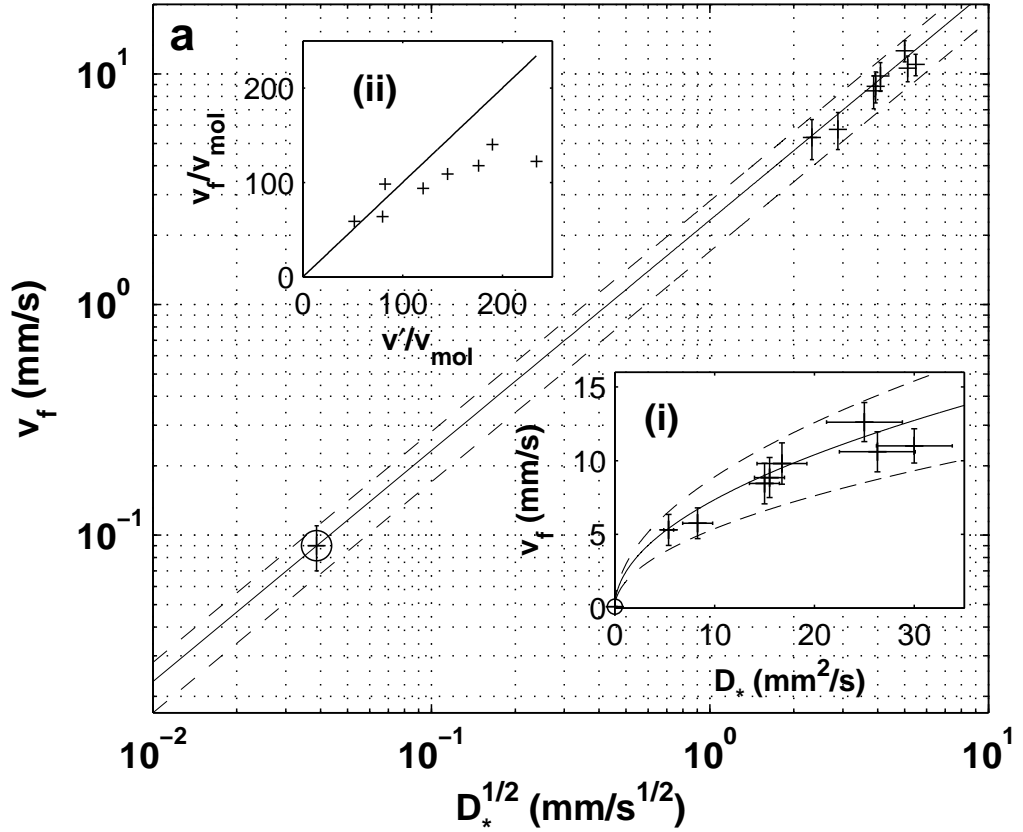 a
v_f (mm/s)
10^1
10^0
10^−1
10^−2 10^−1 10^0 10^1
D_*^1/2 (mm/s^1/2)
(ii)
v_f/v_mol
200
100
0
0 100 200
v'/v_mol
(i)
v_f (mm/s)
15
10
5
0
0 10 20 30
D_* (mm^2/s)